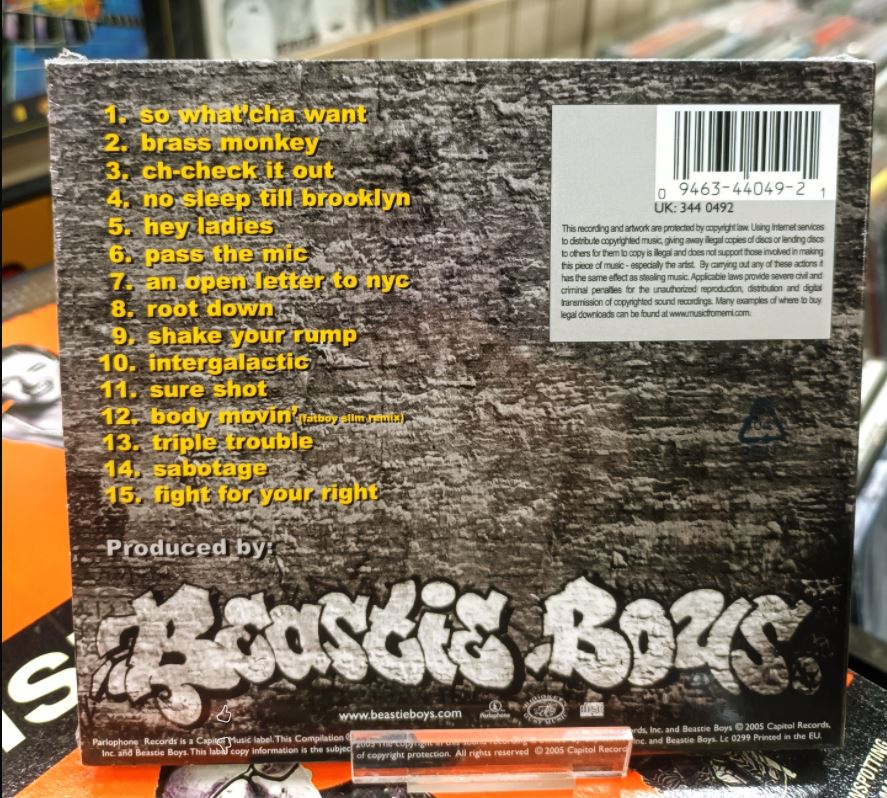 1. so what'cha want
2. brass monkey
3. ch-check it out
4. no sleep till brooklyn
5. hey ladies
6. pass the mic
7. an open letter to nyc
8. root down
9. shake your rump
10. intergalactic
11. sure shot
12. body movin' (fatboy slim remix)
13. triple trouble
14. sabotage
15. fight for your right
0 9463-44049-2 1
UK: 344 0492
This recording and artwork are protected by copyright law. Using Internet services
to distribute copyrighted music, giving away illegal copies of discs or lending discs
to others for them to copy is illegal and does not support those involved in making
this piece of music - especially the artist. By carrying out any of these actions it
has the same effect as stealing music. Applicable laws provide severe civil and
criminal penalties for the unauthorized reproduction, distribution and digital
transmission of copyrighted sound recordings. Many examples of where to buy
legal downloads can be found at www.musicfromemi.com.
Produced by:
Beastie Boys
www.beastieboys.com
Parlophone
Parlophone Records is a Capitol Music label. This Compilation
Inc. and Beastie Boys © 2005 Capitol Records,
Inc. and Beastie Boys. This label copy information is the
of copyright protection. All rights reserved © 2005 Capitol
Inc. and Beastie Boys. Lc 0299 Printed in the EU.
SPOTTING